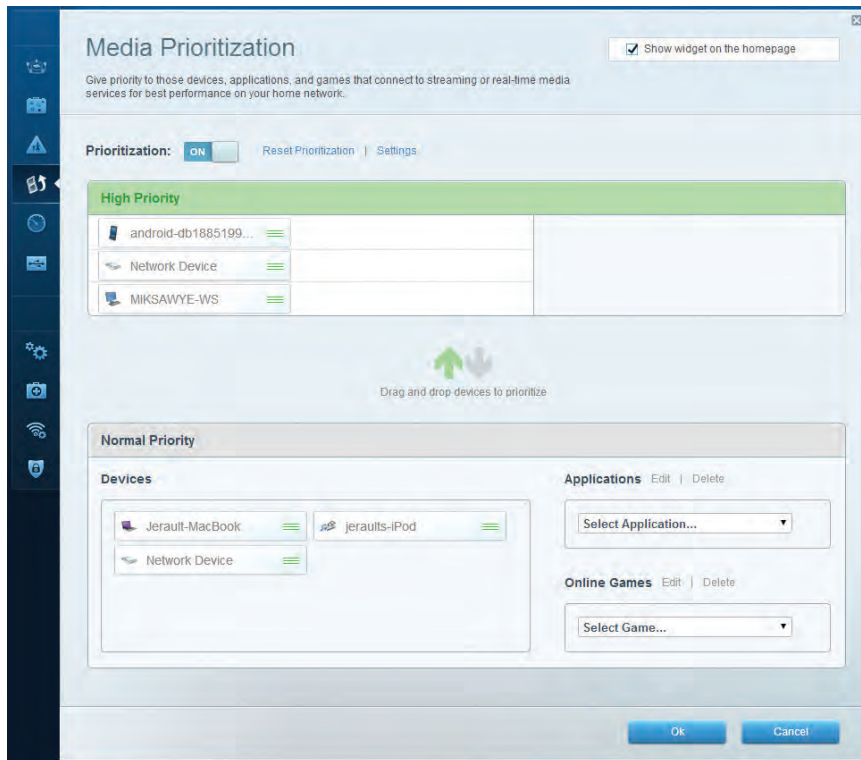 Media Prioritization
Show widget on the homepage
Give priority to those devices, applications, and games that connect to streaming or real-time media
services for best performance on your home network.
Prioritization: ON Reset Prioritization | Settings
High Priority
android-db1885199...
Network Device
MIKSAWYE-WS
Drag and drop devices to prioritize
Normal Priority
Devices
Jerault-MacBook
jeraults-iPod
Network Device
Applications Edit | Delete
Select Application...
Online Games Edit | Delete
Select Game...
Ok Cancel